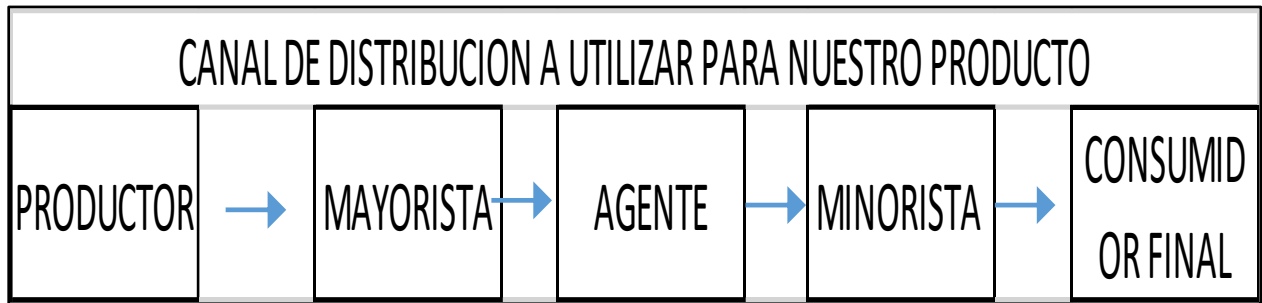 CANAL DE DISTRIBUCION A UTILIZAR PARA NUESTRO PRODUCTO
PRODUCTOR
MAYORISTA
AGENTE
MINORISTA
CONSUMID
OR FINAL